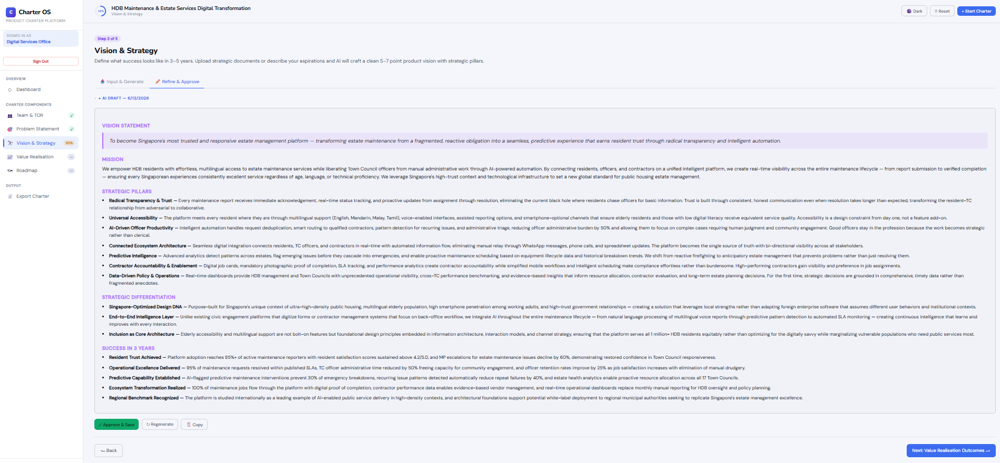 C Charter OS
PRODUCT CHARTER PLATFORM
SIGNED IN AS
Digital Services Office
Sign Out
OVERVIEW
Dashboard
CHARTER COMPONENTS
Team & TOR ✓
Problem Statement ✓
Vision & Strategy 30%
Value Realisation —
Roadmap —
OUTPUT
Export Charter
46% HDB Maintenance & Estate Services Digital Transformation
Vision & Strategy
Dark Reset + Start Charter
Step 3 of 5
Vision & Strategy
Define what success looks like in 3–5 years. Upload strategic documents or describe your aspirations and AI will craft a clean 5–7 point product vision with strategic pillars.
Input & Generate Refine & Approve
AI DRAFT — 6/12/2026
VISION STATEMENT
To become Singapore's most trusted and responsive estate management platform — transforming estate maintenance from a fragmented, reactive obligation into a seamless, predictive experience that earns resident trust through radical transparency and intelligent automation.
MISSION
We empower HDB residents with effortless, multilingual access to estate maintenance services while liberating Town Council officers from manual administrative work through AI-powered automation. By connecting residents, officers, and contractors on a unified intelligent platform, we create real-time visibility across the entire maintenance lifecycle — from report submission to verified completion
— ensuring every Singaporean experiences consistently excellent service regardless of age, language, or technical proficiency. We leverage Singapore's high-trust context and technological infrastructure to set a new global standard for public housing estate management.
STRATEGIC PILLARS
• Radical Transparency & Trust — Every maintenance report receives immediate acknowledgement, real-time status tracking, and proactive updates from assignment through resolution, eliminating the current black hole where residents chase officers for basic information. Trust is built through consistent, honest communication even when resolution takes longer than expected, transforming the resident-TC
relationship from adversarial to collaborative.
• Universal Accessibility — The platform meets every resident where they are through multilingual support (English, Mandarin, Malay, Tamil), voice-enabled interfaces, assisted reporting options, and smartphone-optional channels that ensure elderly residents and those with low digital literacy receive equivalent service quality. Accessibility is a design constraint from day one, not a feature add-on.
• AI-Driven Officer Productivity — Intelligent automation handles request deduplication, smart routing to qualified contractors, pattern detection for recurring issues, and administrative triage, reducing officer administrative burden by 50% and allowing them to focus on complex cases requiring human judgment and community engagement. Good officers stay in the profession because the work becomes strategic
rather than clerical.
• Connected Ecosystem Architecture — Seamless digital integration connects residents, TC officers, and contractors in real-time with automated information flow, eliminating manual relay through WhatsApp messages, phone calls, and spreadsheet updates. The platform becomes the single source of truth with bi-directional visibility across all stakeholders.
• Predictive Intelligence — Advanced analytics detect patterns across estates, flag emerging issues before they cascade into emergencies, and enable proactive maintenance scheduling based on equipment lifecycle data and historical breakdown trends. We shift from reactive firefighting to anticipatory estate management that prevents problems rather than just resolving them.
• Contractor Accountability & Enablement — Digital job cards, mandatory photographic proof of completion, SLA tracking, and performance analytics create contractor accountability while simplified mobile workflows and intelligent scheduling make compliance effortless rather than burdensome. High-performing contractors gain visibility and preference in job assignments.
• Data-Driven Policy & Operations — Real-time dashboards provide HDB management and Town Councils with unprecedented operational visibility, cross-TC performance benchmarking, and evidence-based insights that inform resource allocation, contractor evaluation, and long-term estate planning decisions. For the first time, strategic decisions are grounded in comprehensive, timely data rather than
fragmented anecdotes.
STRATEGIC DIFFERENTIATION
• Singapore-Optimized Design DNA — Purpose-built for Singapore's unique context of ultra-high-density public housing, multilingual elderly population, high smartphone penetration among working adults, and high-trust government relationships — creating a solution that leverages local strengths rather than adapting foreign enterprise software that assumes different user behaviors and institutional contexts.
• End-to-End Intelligence Layer — Unlike existing civic engagement platforms that digitize forms or contractor management systems that focus on back-office workflow, we integrate AI throughout the entire maintenance lifecycle — from natural language processing of multilingual voice reports through predictive pattern detection to automated SLA monitoring — creating continuous intelligence that learns and
improves with every interaction.
• Inclusion as Core Architecture — Elderly accessibility and multilingual support are not bolt-on features but foundational design principles embedded in information architecture, interaction models, and channel strategy, ensuring that the platform serves all 1 million+ HDB residents equitably rather than optimizing for the digitally savvy while marginalizing vulnerable populations who need public services most.
SUCCESS IN 3 YEARS
• Resident Trust Achieved — Platform adoption reaches 85%+ of active maintenance reporters with resident satisfaction scores sustained above 4.2/5.0, and MP escalations for estate maintenance issues decline by 60%, demonstrating restored confidence in Town Council responsiveness.
• Operational Excellence Delivered — 95% of maintenance requests resolved within published SLAs, TC officer administrative time reduced by 50% freeing capacity for community engagement, and officer retention rates improve by 25% as job satisfaction increases with elimination of manual drudgery.
• Predictive Capability Established — AI-flagged predictive maintenance interventions prevent 30% of emergency breakdowns, recurring issue patterns detected automatically reduce repeat failures by 40%, and estate health analytics enable proactive resource allocation across all 17 Town Councils.
• Ecosystem Transformation Realized — 100% of maintenance jobs flow through the platform with digital proof of completion, contractor performance data enables evidence-based vendor management, and real-time operational dashboards replace monthly manual reporting for HDB oversight and policy planning.
• Regional Benchmark Recognized — The platform is studied internationally as a leading example of AI-enabled public service delivery in high-density contexts, and architectural foundations support potential white-label deployment to regional municipal authorities seeking to replicate Singapore's estate management excellence.
✓ Approve & Save ↻ Regenerate Copy
← Back Next: Value Realisation Outcomes →